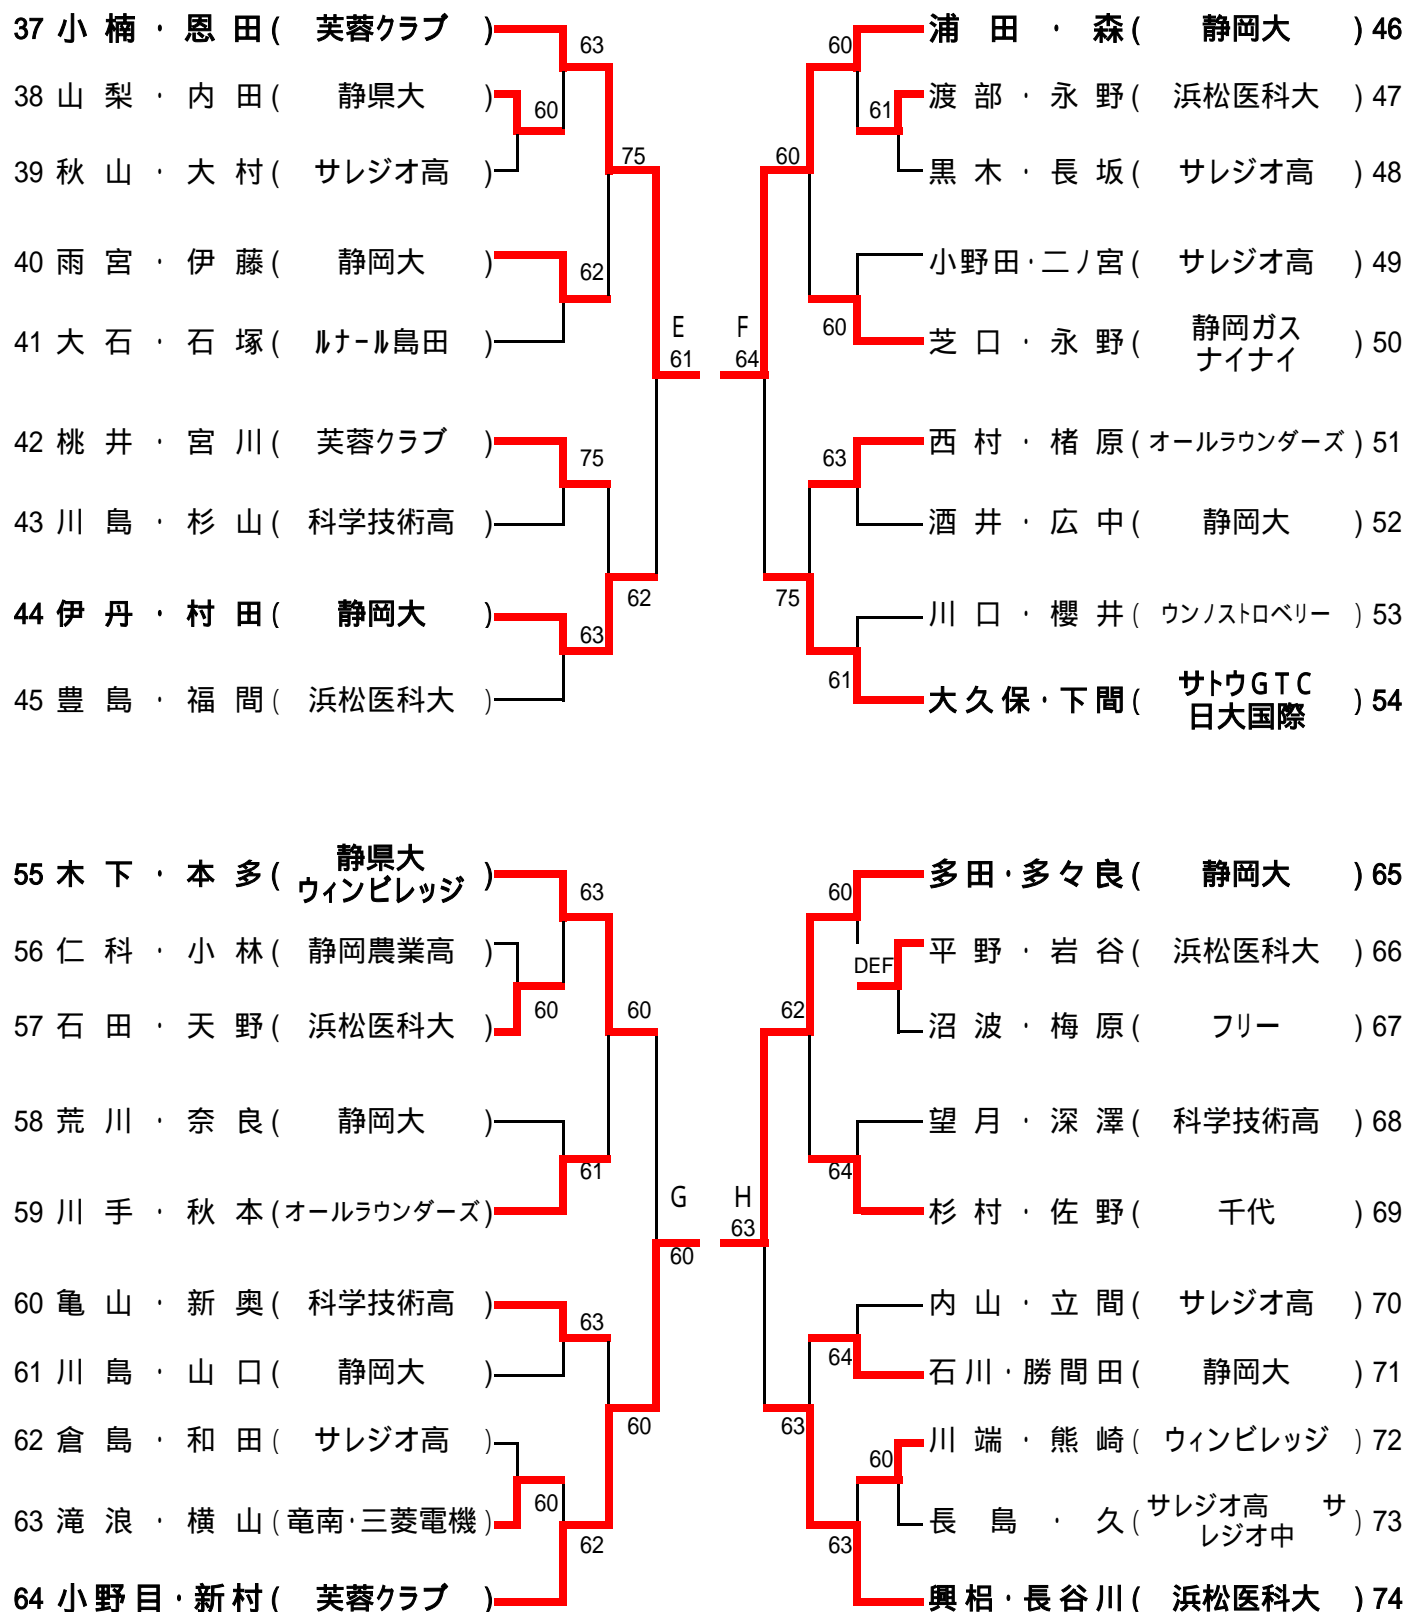 37 小楠・恩田(芙蓉クラブ)
63
38 山梨・内田(静県大)
60
39 秋山・大村(サレジオ高)
75
40 雨宮・伊藤(静岡大)
62
41 大石・石塚(ルナール島田)
E
61
42 桃井・宮川(芙蓉クラブ)
75
43 川島・杉山(科学技術高)
62
44 伊丹・村田(静岡大)
63
45 豊島・福間(浜松医科大)
浦田・森(静岡大)46
60
渡部・永野(浜松医科大)47
61
黒木・長坂(サレジオ高)48
60
小野田・二ノ宮(サレジオ高)49
60
芝口・永野(静岡ガス
ナイナイ)50
F
64
西村・楮原(オールラウンダーズ)51
63
酒井・広中(静岡大)52
75
川口・櫻井(ウンノストロベリー)53
61
大久保・下間(サトウGTC
日大国際)54
55 木下・本多(静県大
ウィンビレッジ)
63
56 仁科・小林(静岡農業高)
60
57 石田・天野(浜松医科大)
60
58 荒川・奈良(静岡大)
61
59 川手・秋本(オールラウンダーズ)
G
60
60 亀山・新奥(科学技術高)
63
61 川島・山口(静岡大)
60
62 倉島・和田(サレジオ高)
60
63 滝浪・横山(竜南・三菱電機)
62
64 小野目・新村(芙蓉クラブ)
多田・多々良(静岡大)65
60
平野・岩谷(浜松医科大)66
DEF
沼波・梅原(フリー)67
62
望月・深澤(科学技術高)68
64
杉村・佐野(千代)69
H
63
内山・立間(サレジオ高)70
64
石川・勝間田(静岡大)71
63
川端・熊崎(ウィンビレッジ)72
60
長島・久(サレジオ高 サ
レジオ中)73
63
興梠・長谷川(浜松医科大)74